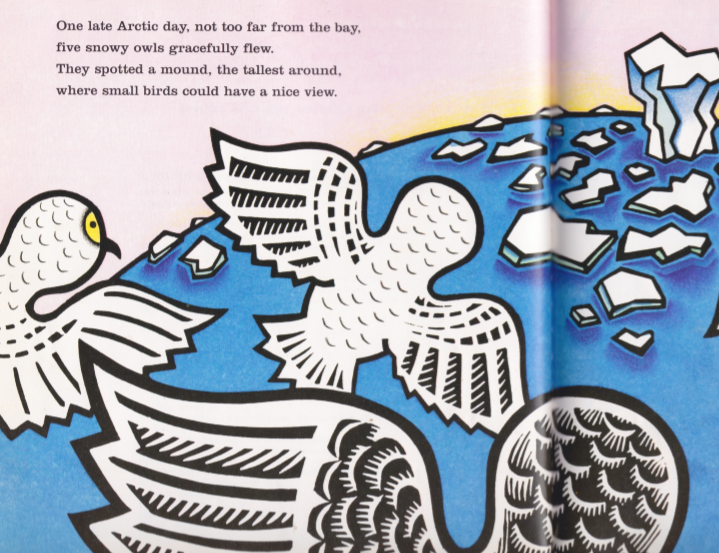 One late Arctic day, not too far from the bay,
five snowy owls gracefully flew.
They spotted a mound, the tallest around,
where small birds could have a nice view.